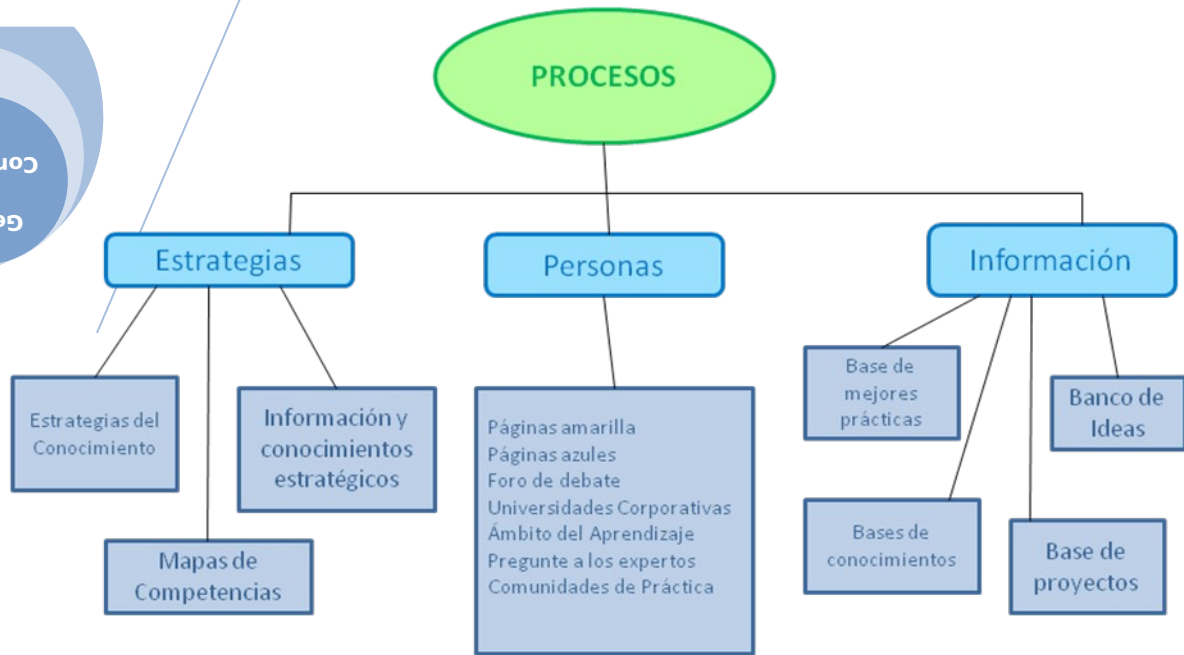 PROCESOS
Estrategias
Personas
Información
Estrategias del
Conocimiento
Información y
conocimientos
estratégicos
Mapas de
Competencias
Páginas amarilla
Páginas azules
Foro de debate
Universidades Corporativas
Ámbito del Aprendizaje
Pregunte a los expertos
Comunidades de Práctica
Base de
mejores
prácticas
Banco de
Ideas
Bases de
conocimientos
Base de
proyectos